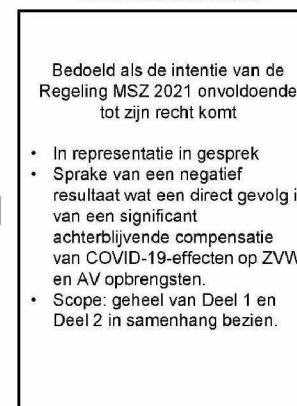 Bedoeld als de intentie van de
Regeling MSZ 2021 onvoldoende
tot zijn recht komt
• In representatie in gesprek
• Sprake van een negatief
resultaat wat een direct gevolg i
van een significant
achterblijvende compensatie
van COVID-19-effecten op ZVW
en AV opbrengsten.
• Scope: geheel van Deel 1 en
Deel 2 in samenhang bezien.